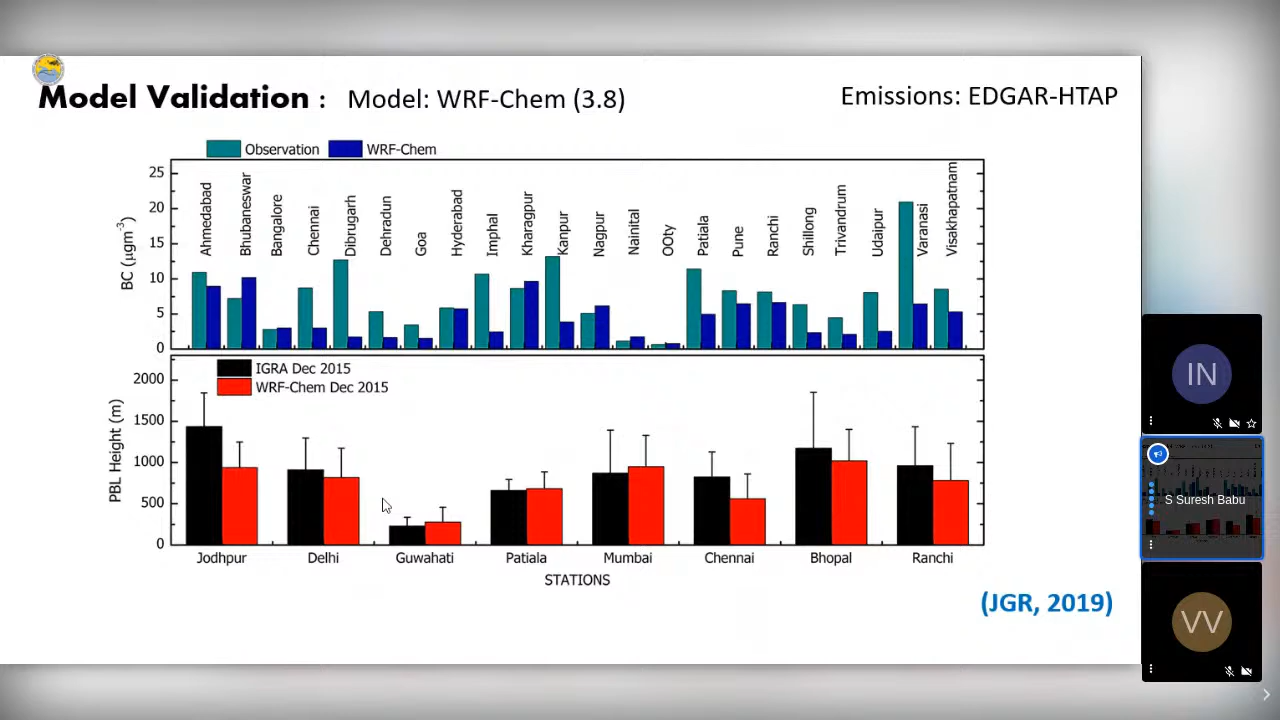 Model Validation : Model: WRF-Chem (3.8)
Emissions: EDGAR-HTAP
Observation
WRF-Chem
BC (μgm-3)
25
20
15
10
5
0
Ahmedabad
Bhubaneswar
Bangalore
Chennai
Dibrugarh
Dehradun
Goa
Hyderabad
Imphal
Kharagpur
Kanpur
Nagpur
Nainital
OOty
Patiala
Pune
Ranchi
Shillong
Trivandrum
Udaipur
Varanasi
Visakhapatnam
IGRA Dec 2015
WRF-Chem Dec 2015
PBL Height (m)
2000
1500
1000
500
0
Jodhpur
Delhi
Guwahati
Patiala
Mumbai
Chennai
Bhopal
Ranchi
STATIONS
(JGR, 2019)
IN
S Suresh Babu
VV